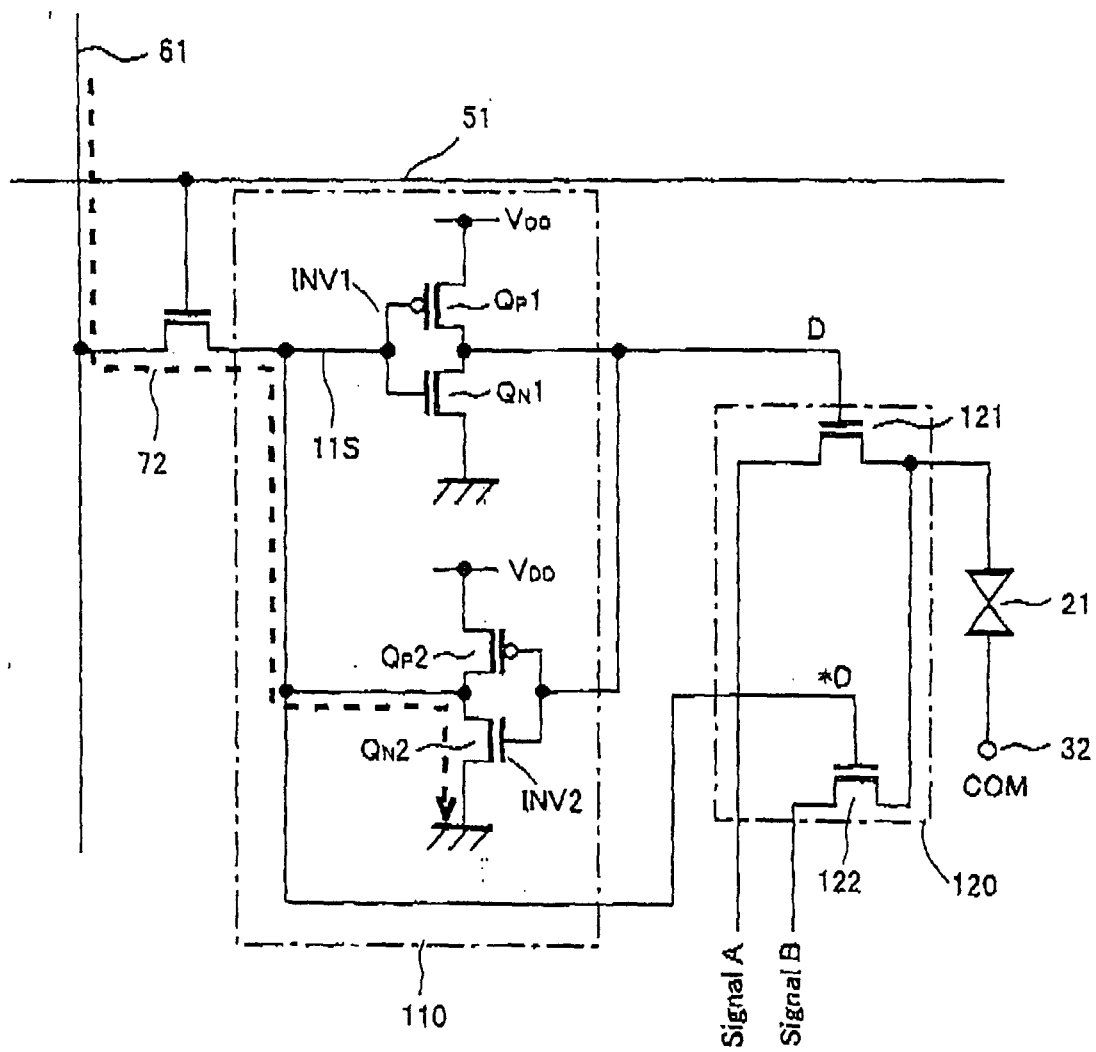 61
51
VDD
INV1
QP1
D
QN1
121
72
11S
VDD
21
QP2
*D
QN2
32
INV2
COM
122
120
Signal A
Signal B
110